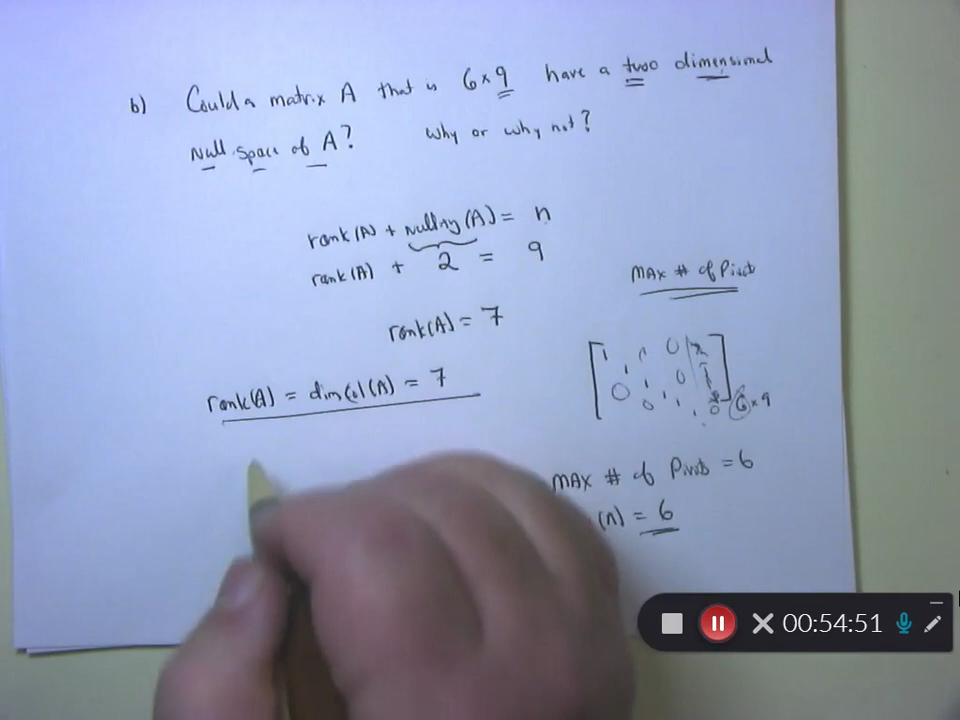 b) Could a matrix A that is 6×9 have a two dimensional
Null space of A? Why or why not?
rank(A) + nullity(A) = n
rank(A) + 2 = 9
rank(A) = 7
rank(A) = dim Col(A) = 7
MAX # of Pivots
6×9
MAX # of Pivots = 6
= 6
00:54:51